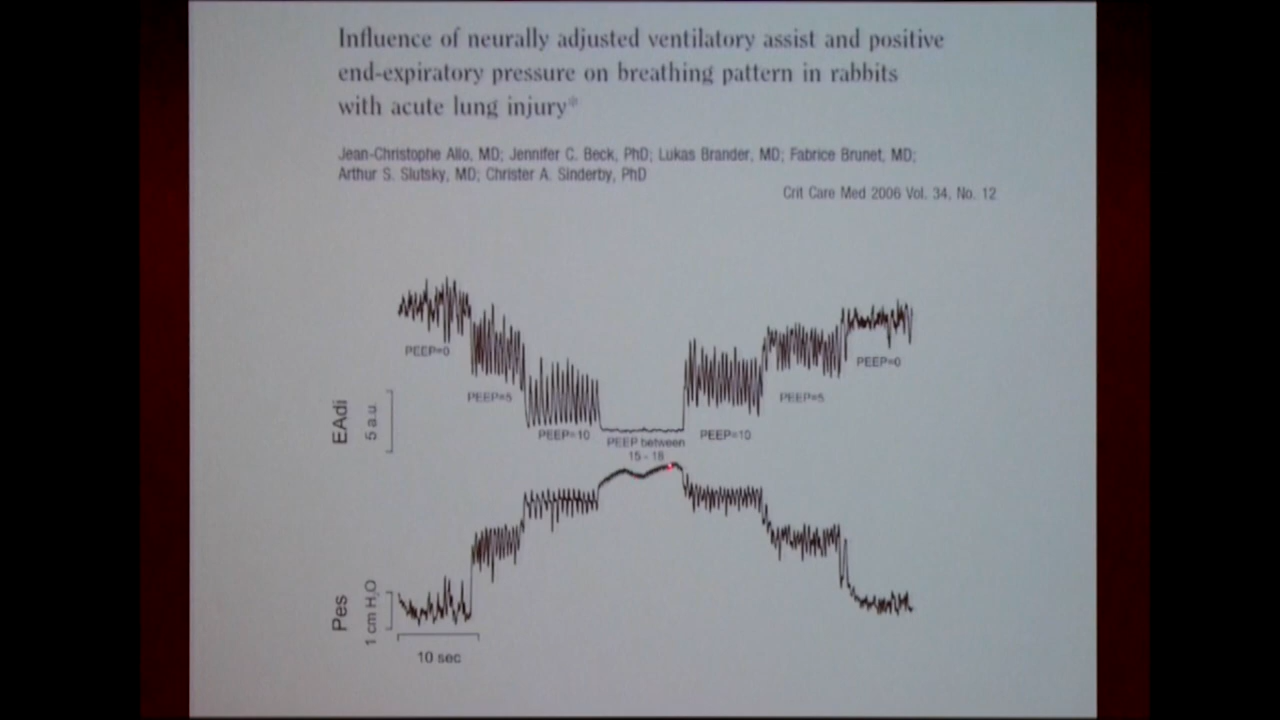 Influence of neurally adjusted ventilatory assist and positive
end-expiratory pressure on breathing pattern in rabbits
with acute lung injury*
Jean-Christophe Allo, MD; Jennifer C. Beck, PhD; Lukas Brander, MD; Fabrice Brunet, MD;
Arthur S. Slutsky, MD; Christer A. Sinderby, PhD
Crit Care Med 2006 Vol. 34, No. 12
PEEP=0
PEEP=5
PEEP=10
PEEP between
15 - 18
PEEP=10
PEEP=5
PEEP=0
EAdi
5 a.u.
Pes
1 cm H2O
10 sec